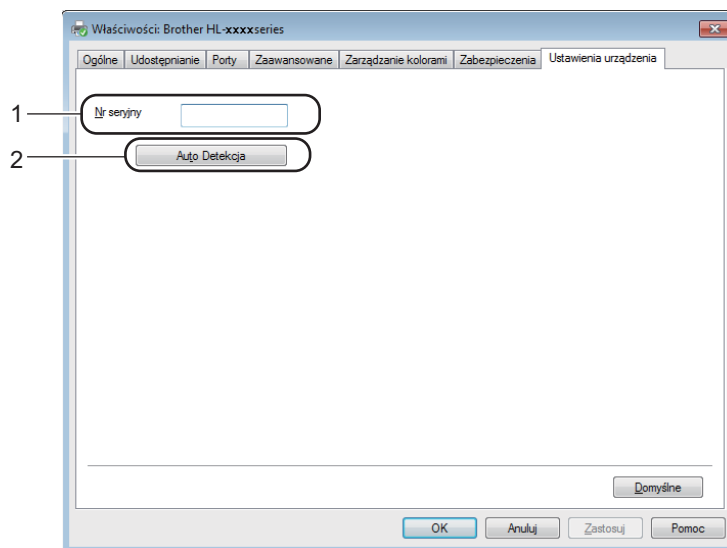 Właściwości: Brother HL-xxxxseries
Ogólne Udostępnianie Porty Zaawansowane Zarządzanie kolorami Zabezpieczenia Ustawienia urządzenia
1 Nr seryjny
2 Auto Detekcja
Domyślne
OK Anuluj Zastosuj Pomoc